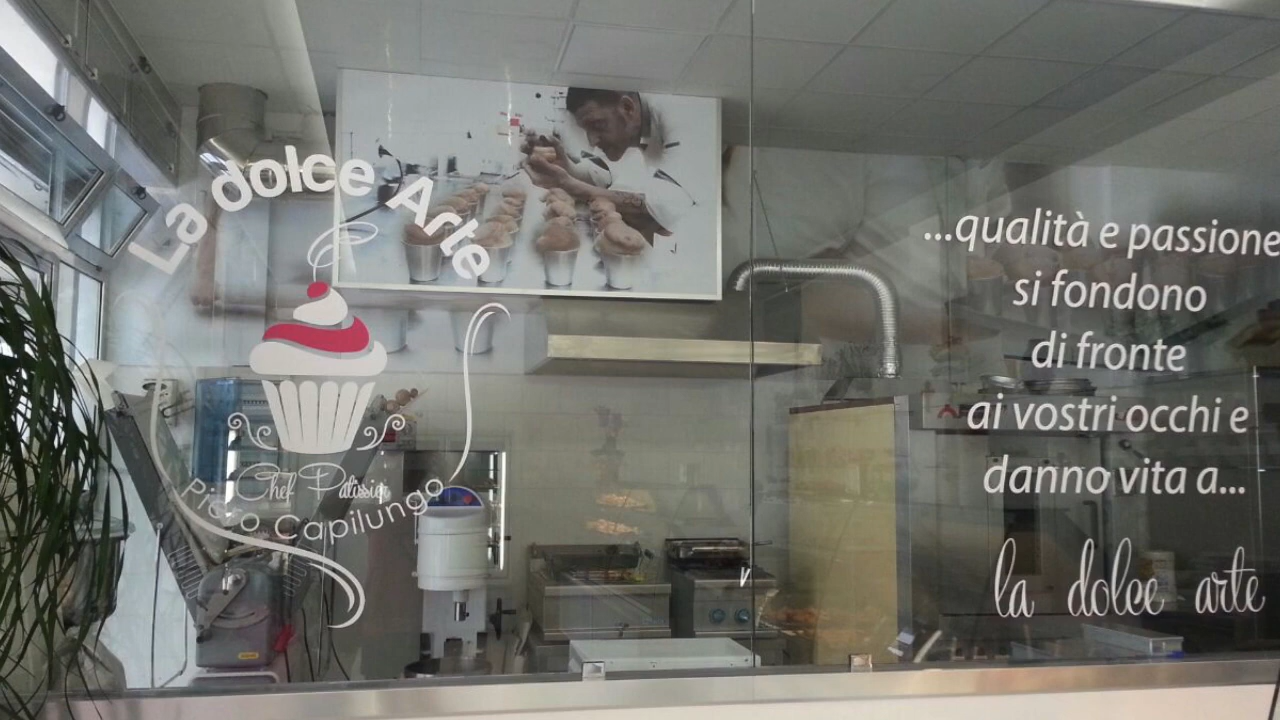 La dolce Arte
Chef Patissier
Piero Capilungo
...qualità e passione
si fondono
di fronte
ai vostri occhi e
danno vita a...
la dolce arte